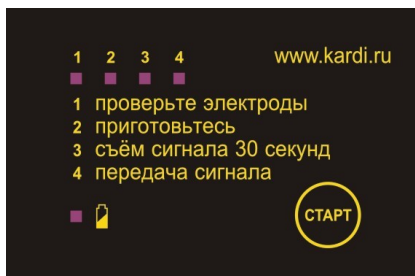 1 2 3 4 www.kardi.ru
1 проверьте электроды
2 приготовьтесь
3 съём сигнала 30 секунд
4 передача сигнала
СТАРТ